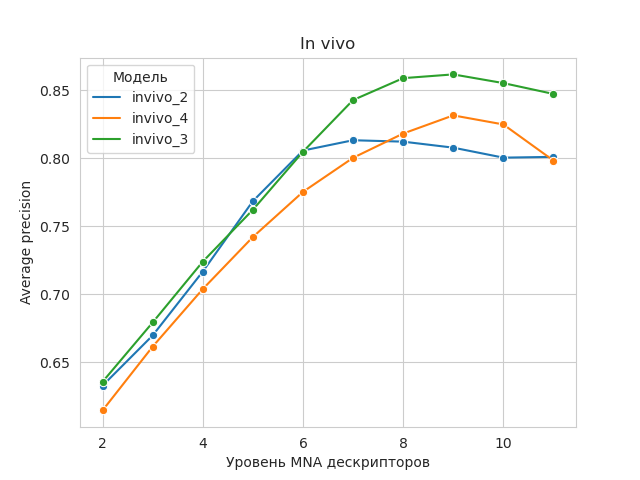 In vivo
Модель
invivo_2
invivo_4
invivo_3
0.85
0.80
0.75
0.70
0.65
Average precision
2 4 6 8 10
Уровень MNA дескрипторов